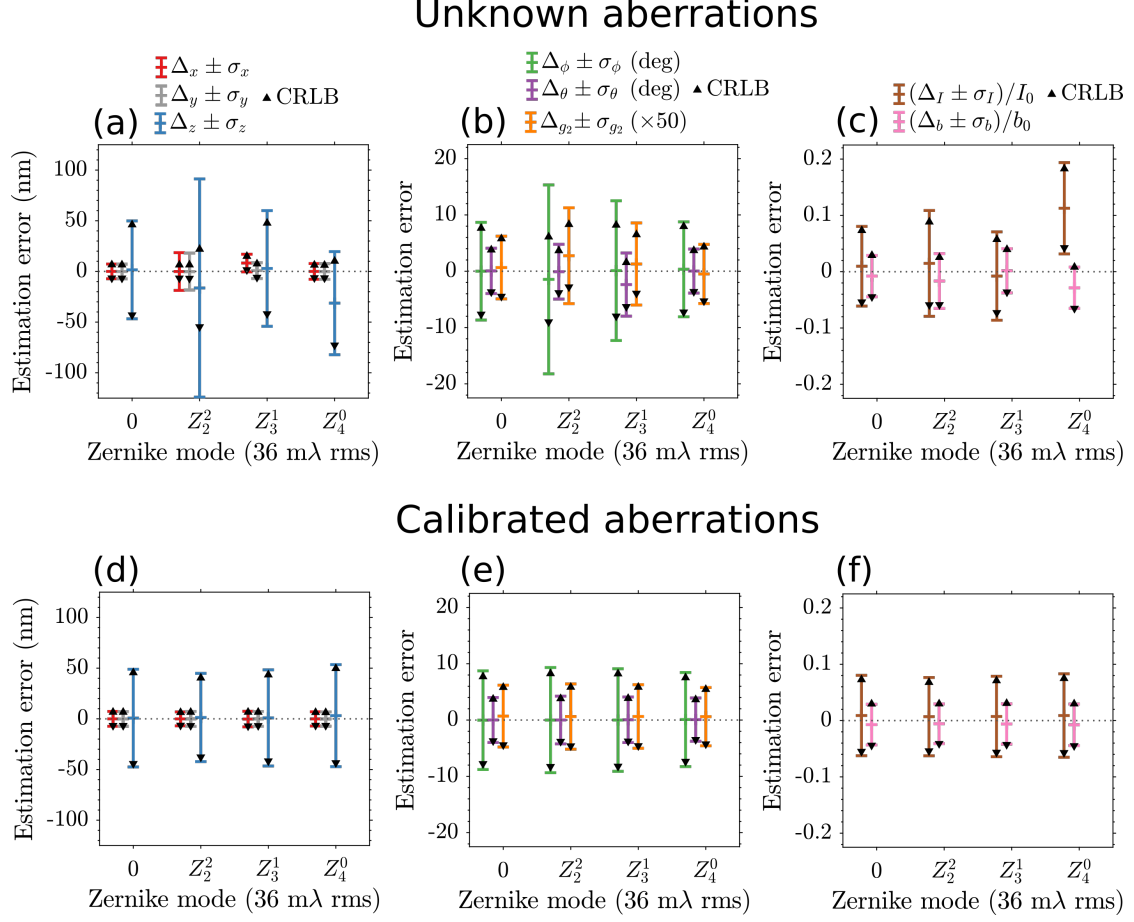 Unknown aberrations
Δx ± σx
Δy ± σy ▲CRLB
Δz ± σz
Δϕ ± σϕ (deg)
Δθ ± σθ (deg) ▲CRLB
Δg₂ ± σg₂ (×50)
(ΔI ± σI)/I₀ ▲CRLB
(Δb ± σb)/b₀
(a)
(b)
(c)
Estimation error (nm)
100
50
0
-50
-100
0 Z₂² Z₃¹ Z₄⁰
Zernike mode (36 mλ rms)
Estimation error
20
10
0
-10
-20
0 Z₂² Z₃¹ Z₄⁰
Zernike mode (36 mλ rms)
Estimation error
0.2
0.1
0
-0.1
-0.2
0 Z₂² Z₃¹ Z₄⁰
Zernike mode (36 mλ rms)
Calibrated aberrations
(d)
(e)
(f)
Estimation error (nm)
100
50
0
-50
-100
0 Z₂² Z₃¹ Z₄⁰
Zernike mode (36 mλ rms)
Estimation error
20
10
0
-10
-20
0 Z₂² Z₃¹ Z₄⁰
Zernike mode (36 mλ rms)
Estimation error
0.2
0.1
0
-0.1
-0.2
0 Z₂² Z₃¹ Z₄⁰
Zernike mode (36 mλ rms)